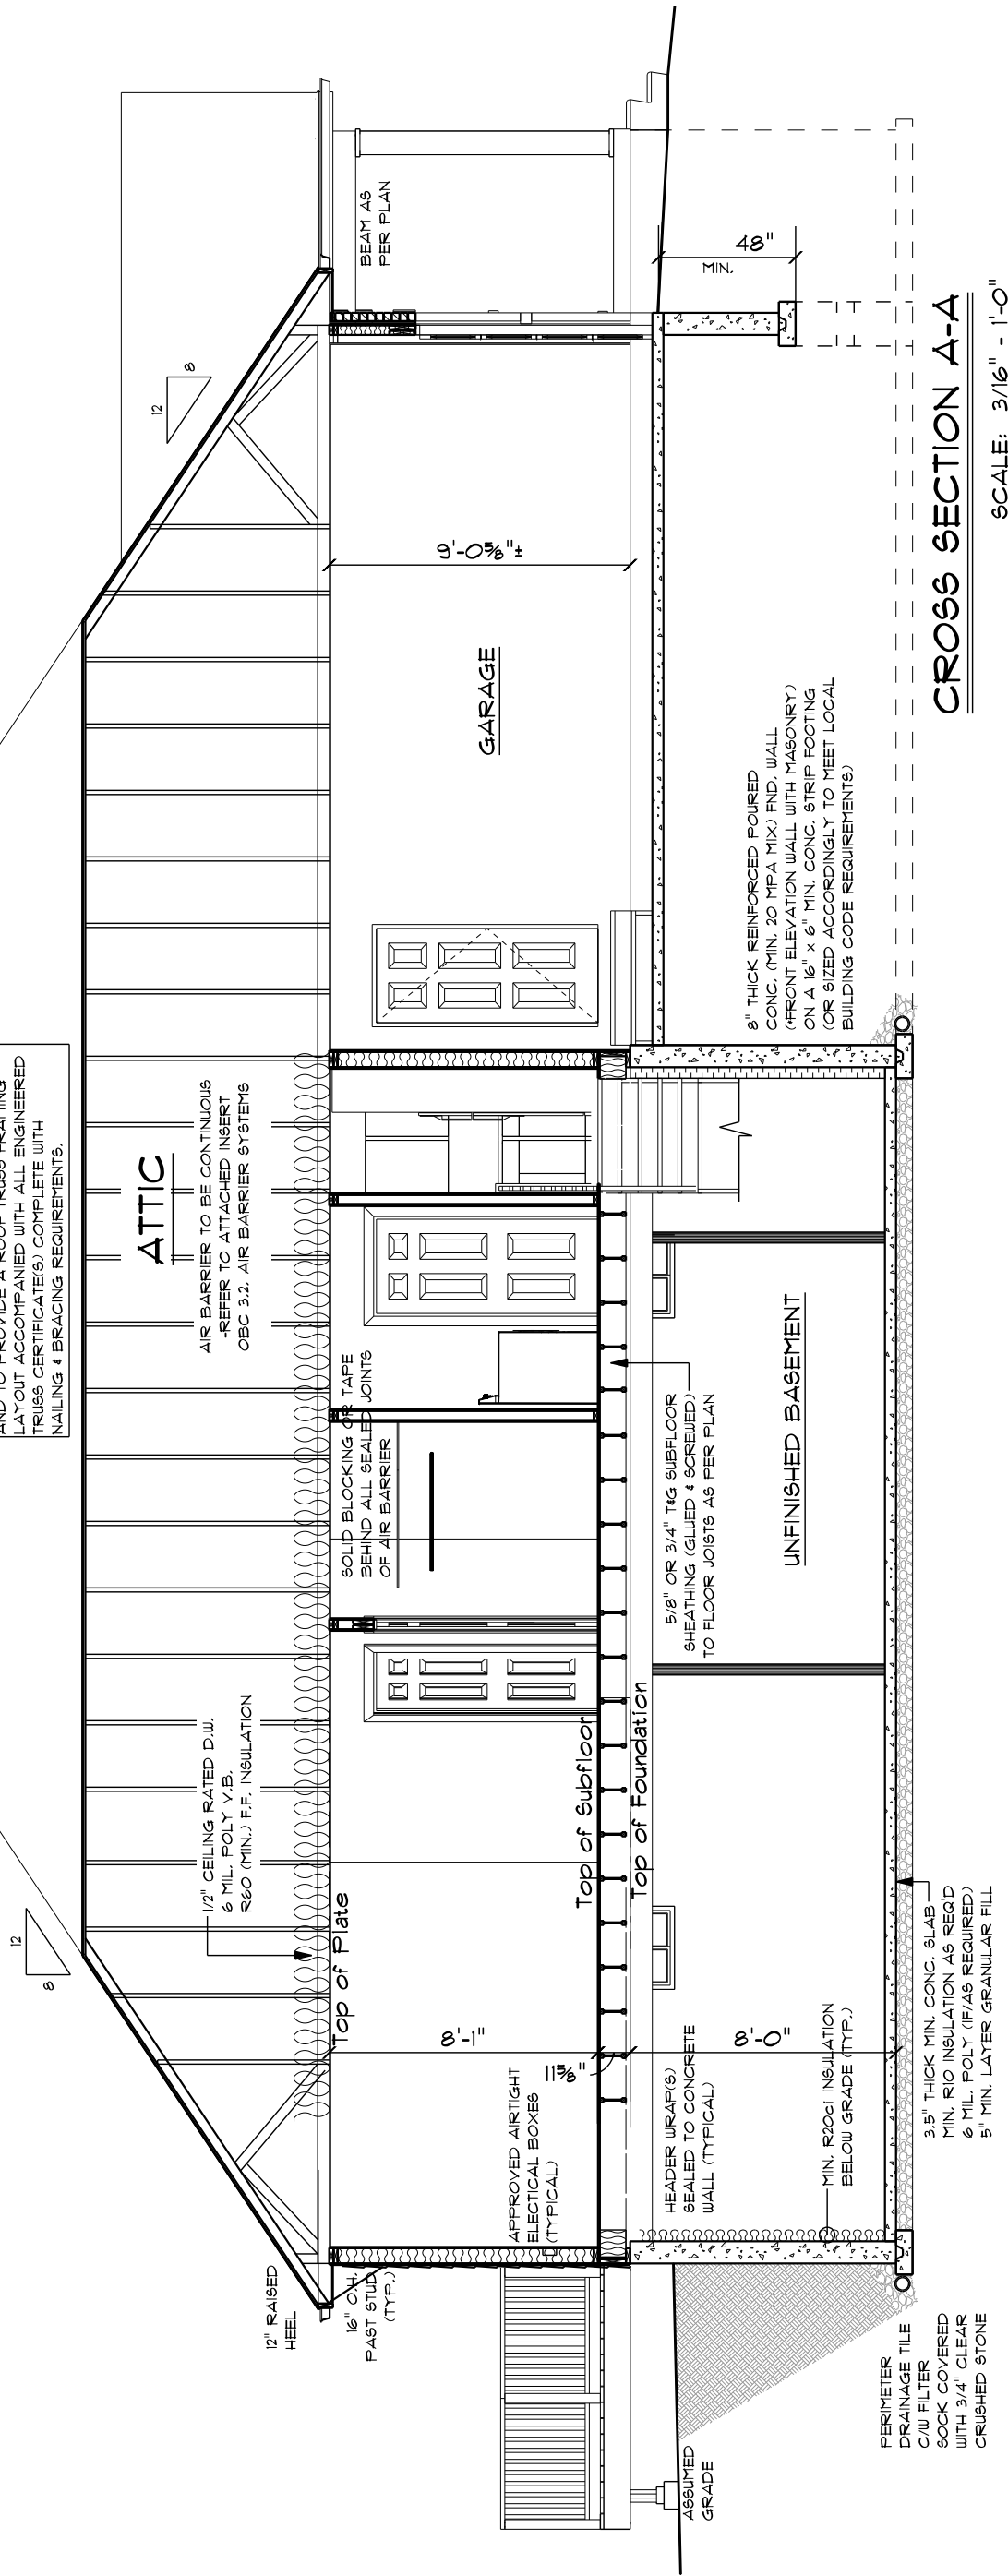 AND TO PROVIDE A ROOF TRUSS FRAMING
LAYOUT ACCOMPANIED WITH ALL ENGINEERED
TRUSS CERTIFICATE(S) COMPLETE WITH
NAILING & BRACING REQUIREMENTS.
12
8
12
8
ATTIC
AIR BARRIER TO BE CONTINUOUS
-REFER TO ATTACHED INSERT
OBC 3.2. AIR BARRIER SYSTEMS
1/2" CEILING RATED D.W.
6 MIL. POLY V.B.
R60 (MIN.) F.F. INSULATION
12" RAISED
HEEL
16" O.H.
PAST STUD
(TYP.)
Top of Plate
SOLID BLOCKING OR TAPE
BEHIND ALL SEALED JOINTS
OF AIR BARRIER
BEAM AS
PER PLAN
8'-1"
9'-0⅝"±
GARAGE
APPROVED AIRTIGHT
ELECTICAL BOXES
(TYPICAL)
11⅝"
Top of Subfloor
Top of Foundation
5/8" OR 3/4" T&G SUBFLOOR
SHEATHING (GLUED & SCREWED)
TO FLOOR JOISTS AS PER PLAN
HEADER WRAP(S)
SEALED TO CONCRETE
WALL (TYPICAL)
8'-0"
UNFINISHED BASEMENT
48"
MIN.
8" THICK REINFORCED POURED
CONC. (MIN. 20 MPA MIX) FND. WALL
(*FRONT ELEVATION WALL WITH MASONRY)
ON A 16" x 6" MIN. CONC. STRIP FOOTING
(OR SIZED ACCORDINGLY TO MEET LOCAL
BUILDING CODE REQUIREMENTS)
ASSUMED
GRADE
MIN. R20ci INSULATION
BELOW GRADE (TYP.)
PERIMETER
DRAINAGE TILE
C/W FILTER
SOCK COVERED
WITH 3/4" CLEAR
CRUSHED STONE
3.5" THICK MIN. CONC. SLAB
MIN. R10 INSULATION AS REQ'D
6 MIL. POLY (IF/AS REQUIRED)
5" MIN. LAYER GRANULAR FILL
CROSS SECTION A-A
SCALE: 3/16" - 1'-0"